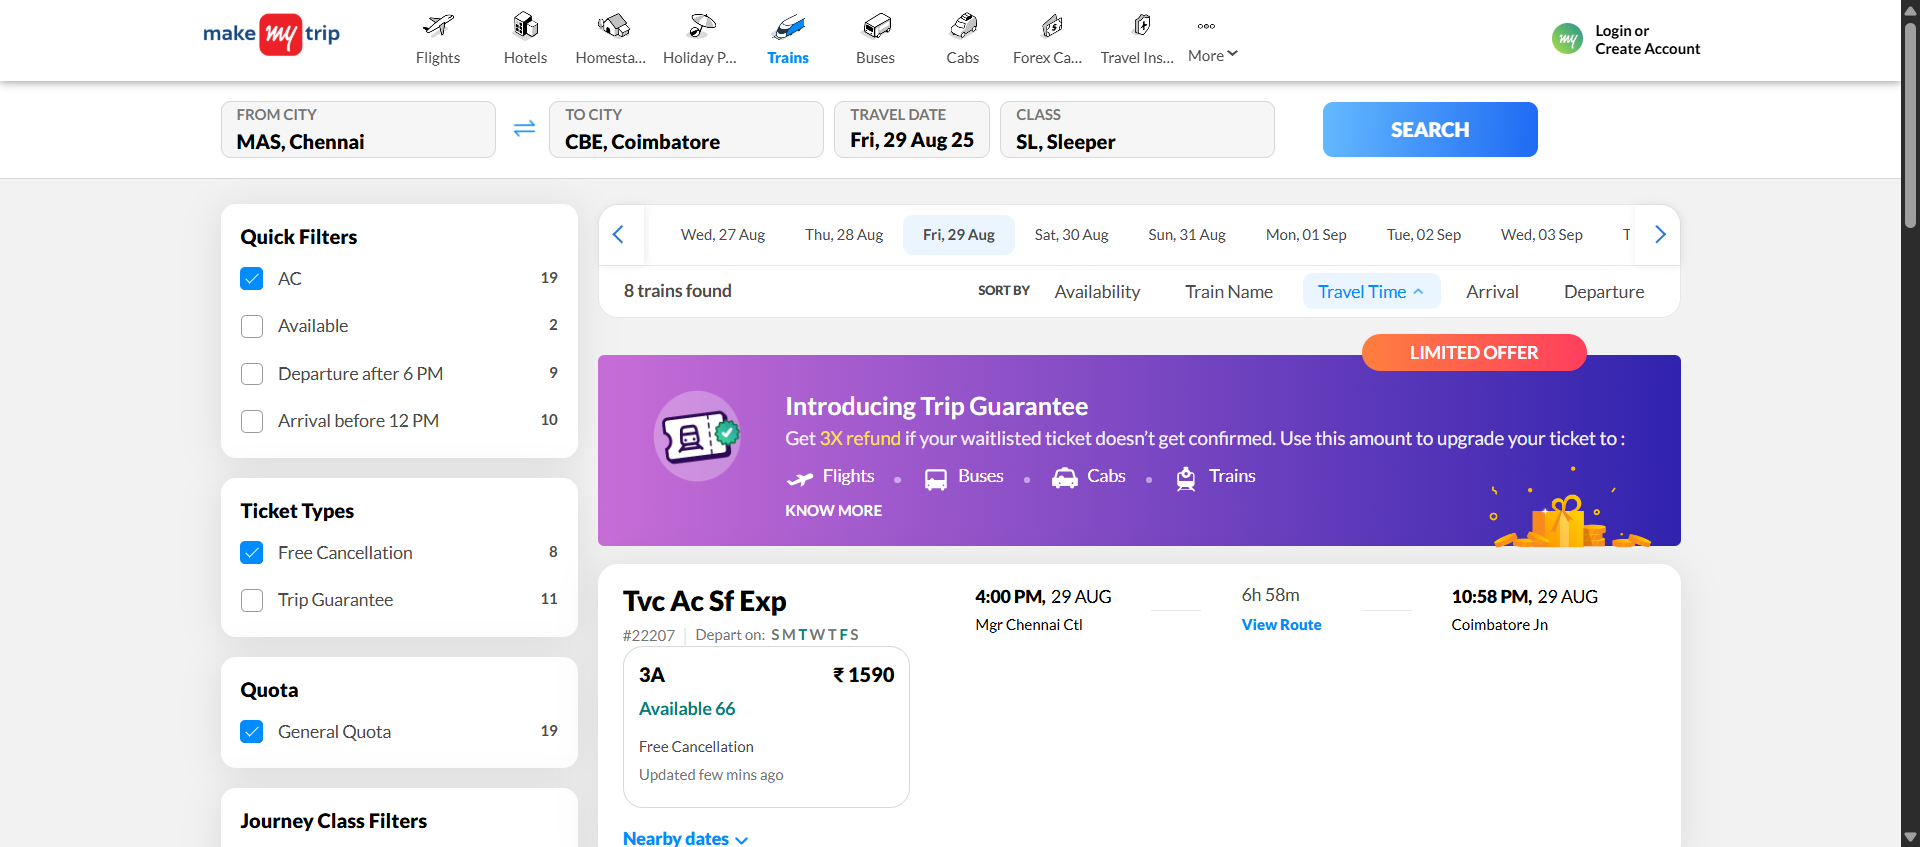 make my trip
Flights
Hotels
Homesta...
Holiday P...
Trains
Buses
Cabs
Forex Ca...
Travel Ins...
More
my
Login or
Create Account
FROM CITY
MAS, Chennai
TO CITY
CBE, Coimbatore
TRAVEL DATE
Fri, 29 Aug 25
CLASS
SL, Sleeper
SEARCH
Quick Filters
AC 19
Available 2
Departure after 6 PM 9
Arrival before 12 PM 10
Ticket Types
Free Cancellation 8
Trip Guarantee 11
Quota
General Quota 19
Journey Class Filters
Wed, 27 Aug Thu, 28 Aug Fri, 29 Aug Sat, 30 Aug Sun, 31 Aug Mon, 01 Sep Tue, 02 Sep Wed, 03 Sep T
8 trains found SORT BY Availability Train Name Travel Time Arrival Departure
LIMITED OFFER
Introducing Trip Guarantee
Get 3X refund if your waitlisted ticket doesn't get confirmed. Use this amount to upgrade your ticket to :
Flights Buses Cabs Trains
KNOW MORE
Tvc Ac Sf Exp
#22207 Depart on: S M T W T F S
4:00 PM, 29 AUG
Mgr Chennai Ctl
6h 58m
View Route
10:58 PM, 29 AUG
Coimbatore Jn
3A ₹ 1590
Available 66
Free Cancellation
Updated few mins ago
Nearby dates